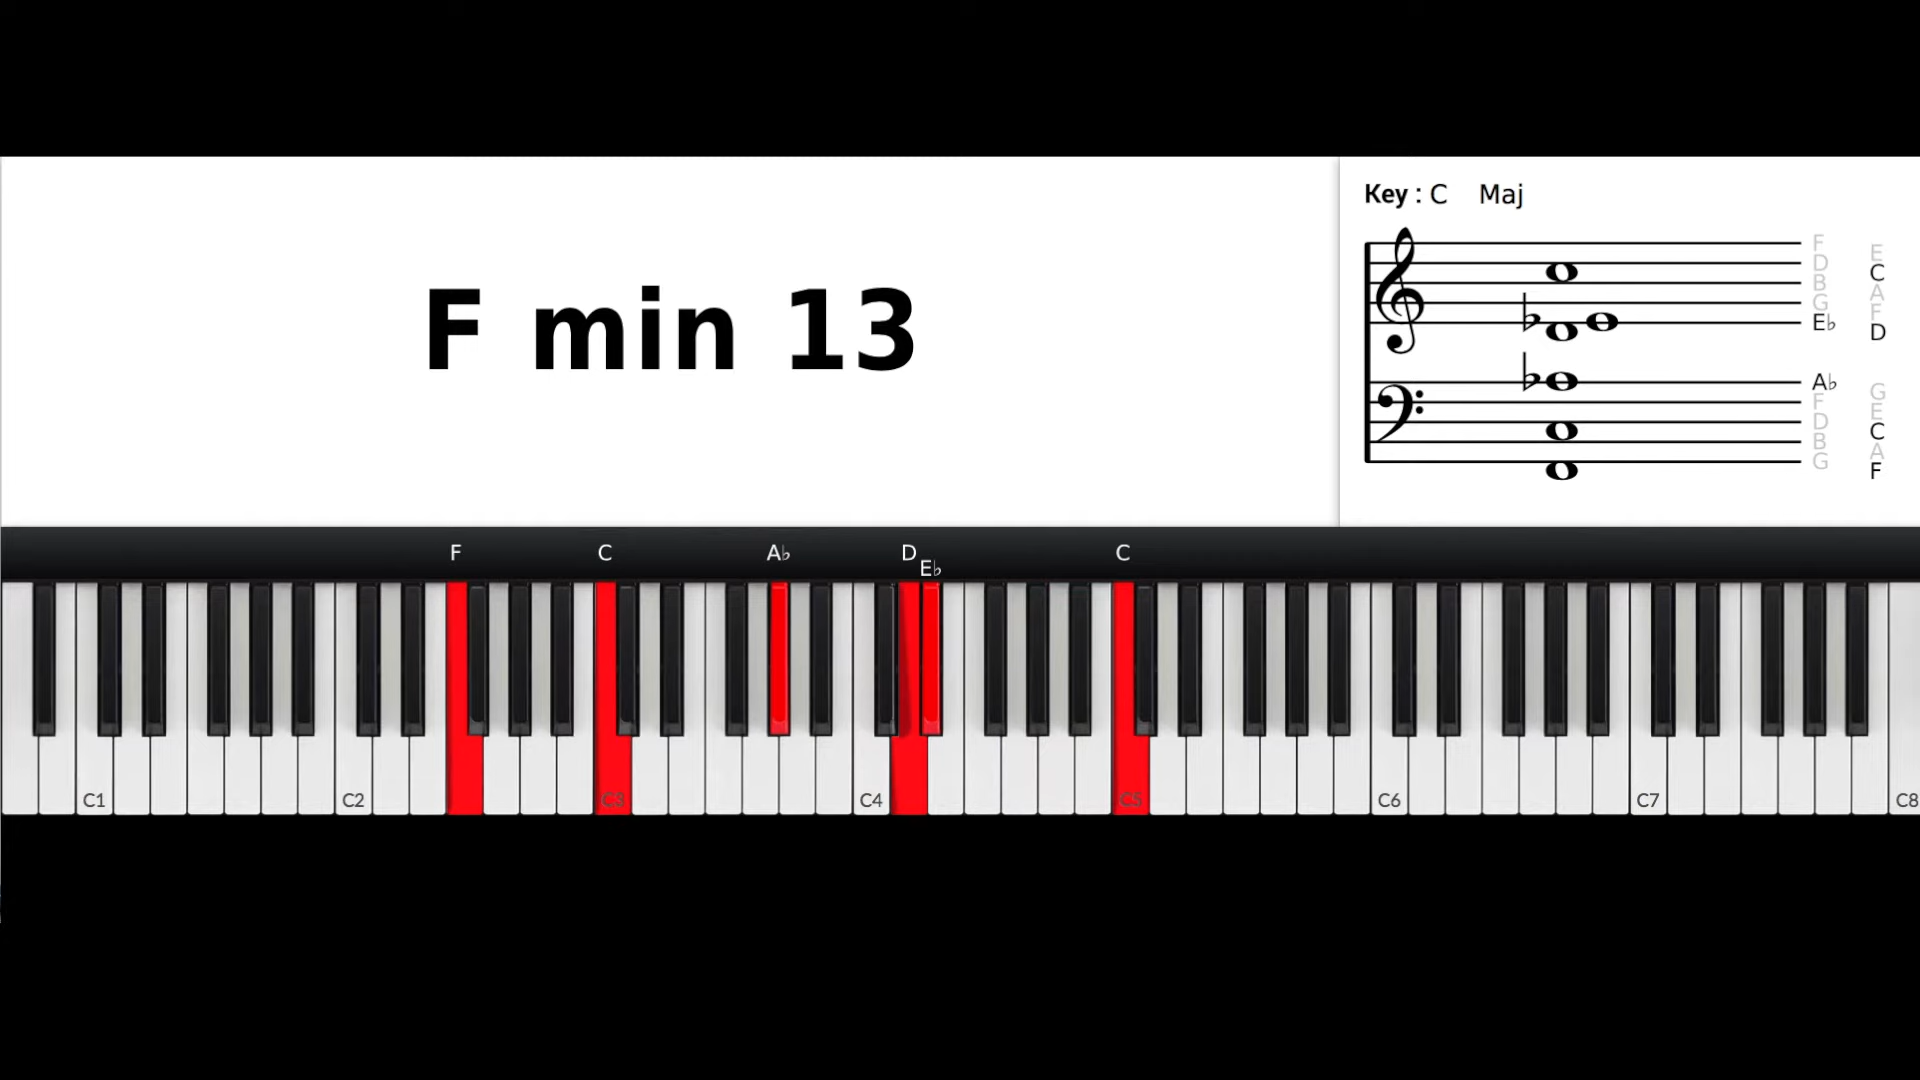 F min 13
Key : C Maj
F
E
D
C
B
A
G
F
E♭
D
A♭
G
F
E
D
C
B
A
G
F
F C A♭ D E♭ C
C1 C2 C3 C4 C5 C6 C7 C8